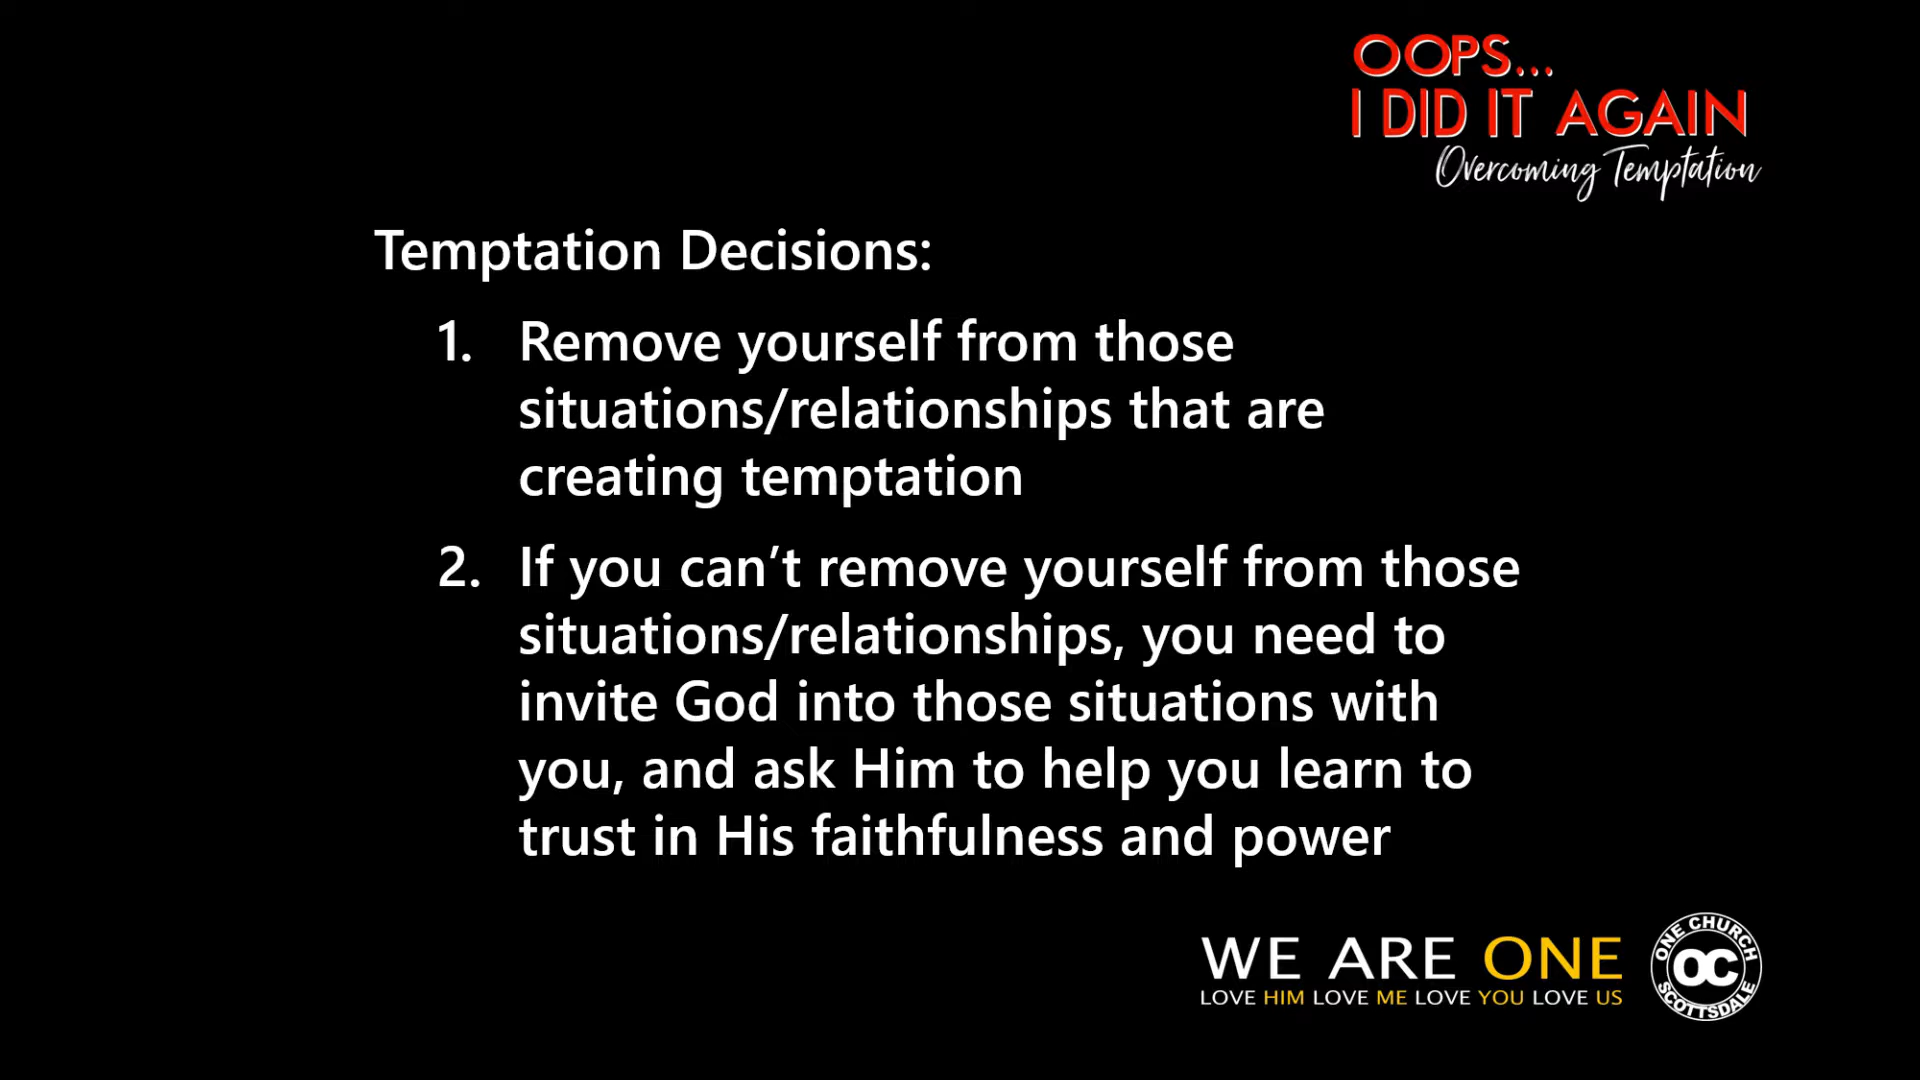 OOPS...
I DID IT AGAIN
Overcoming Temptation
Temptation Decisions:
1. Remove yourself from those
situations/relationships that are
creating temptation
2. If you can’t remove yourself from those
situations/relationships, you need to
invite God into those situations with
you, and ask Him to help you learn to
trust in His faithfulness and power
WE ARE ONE
LOVE HIM LOVE ME LOVE YOU LOVE US
ONE CHURCH
OC
SCOTTSDALE